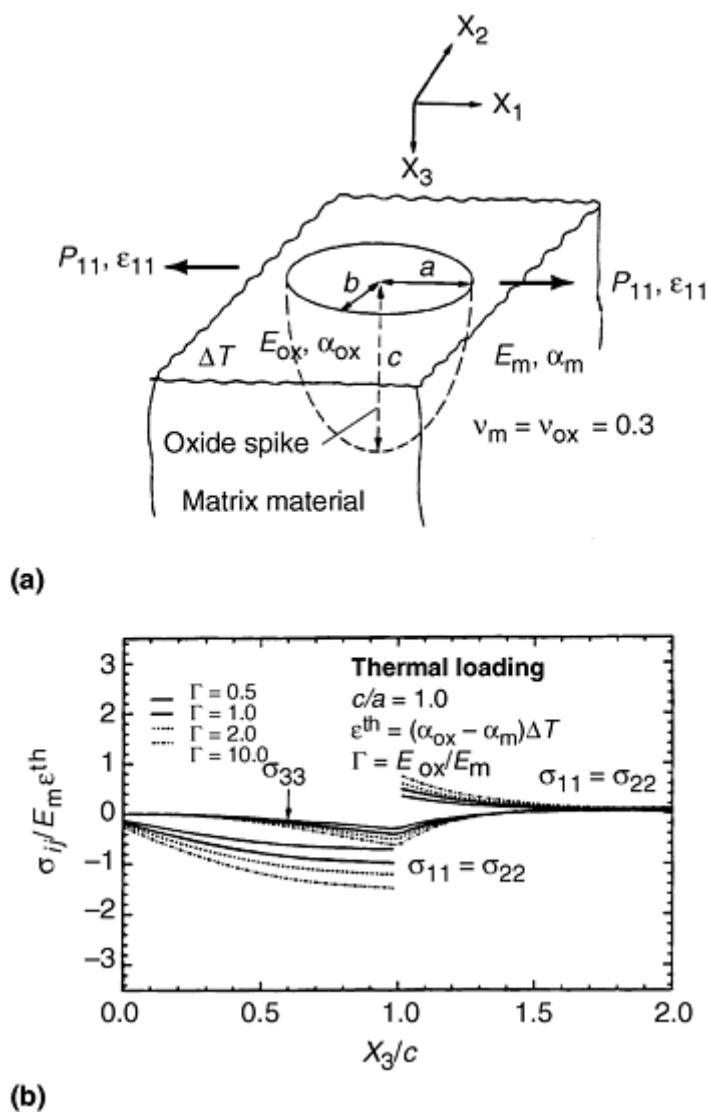 X2
X1
X3
P11, ε11
a
b
P11, ε11
Eox, αox
ΔT
c
Em, αm
Oxide spike
νm = νox = 0.3
Matrix material
(a)
3
2
1
0
−1
−2
−3
σij/Emεth
Γ = 0.5
Γ = 1.0
Γ = 2.0
Γ = 10.0
Thermal loading
c/a = 1.0
εth = (αox − αm)ΔT
Γ = Eox/Em
σ33
σ11 = σ22
σ11 = σ22
0.0 0.5 1.0 1.5 2.0
X3/c
(b)